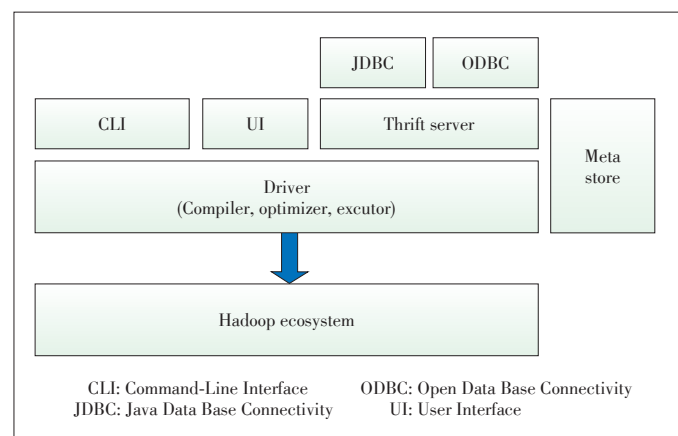 JDBC
ODBC
CLI
UI
Thrift server
Meta
store
Driver
(Compiler, optimizer, excutor)
Hadoop ecosystem
CLI: Command-Line Interface
ODBC: Open Data Base Connectivity
JDBC: Java Data Base Connectivity
UI: User Interface